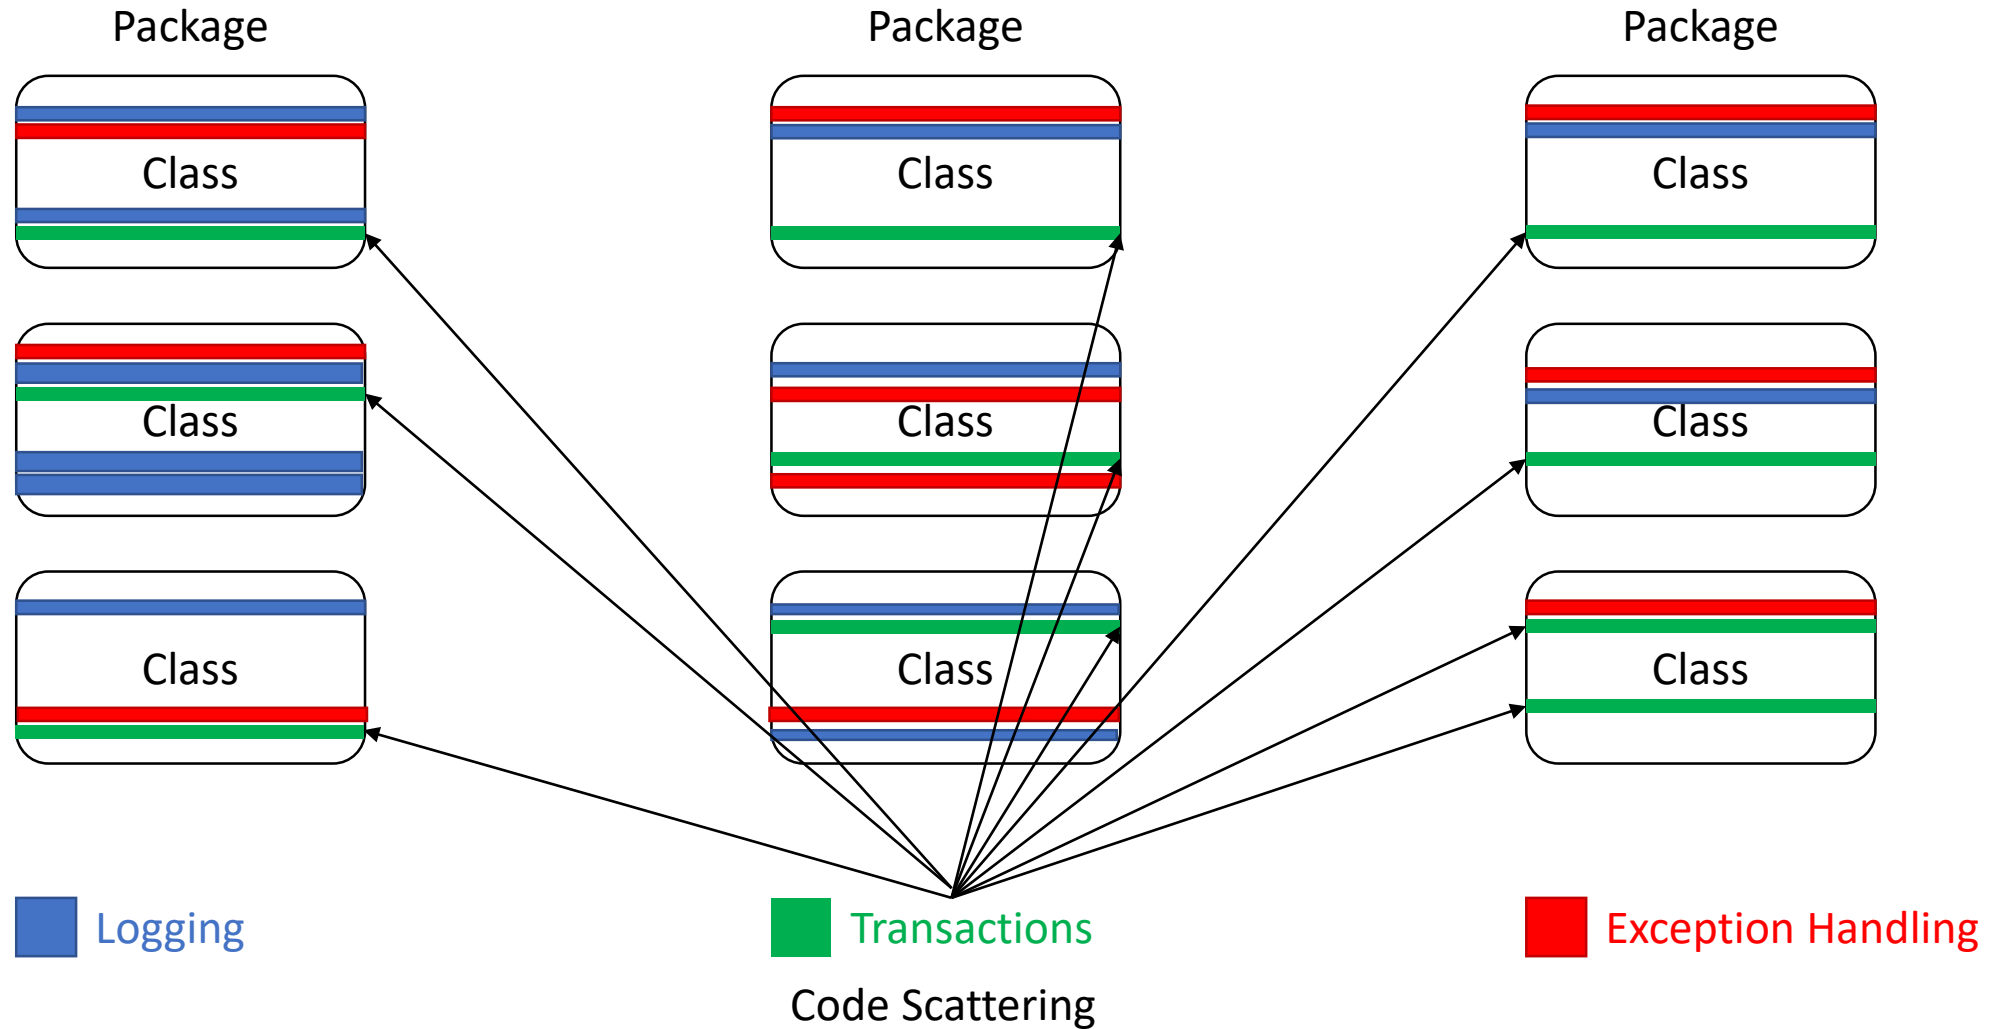 Package
Package
Package
Class
Class
Class
Class
Class
Class
Class
Class
Class
Logging
Transactions
Exception Handling
Code Scattering